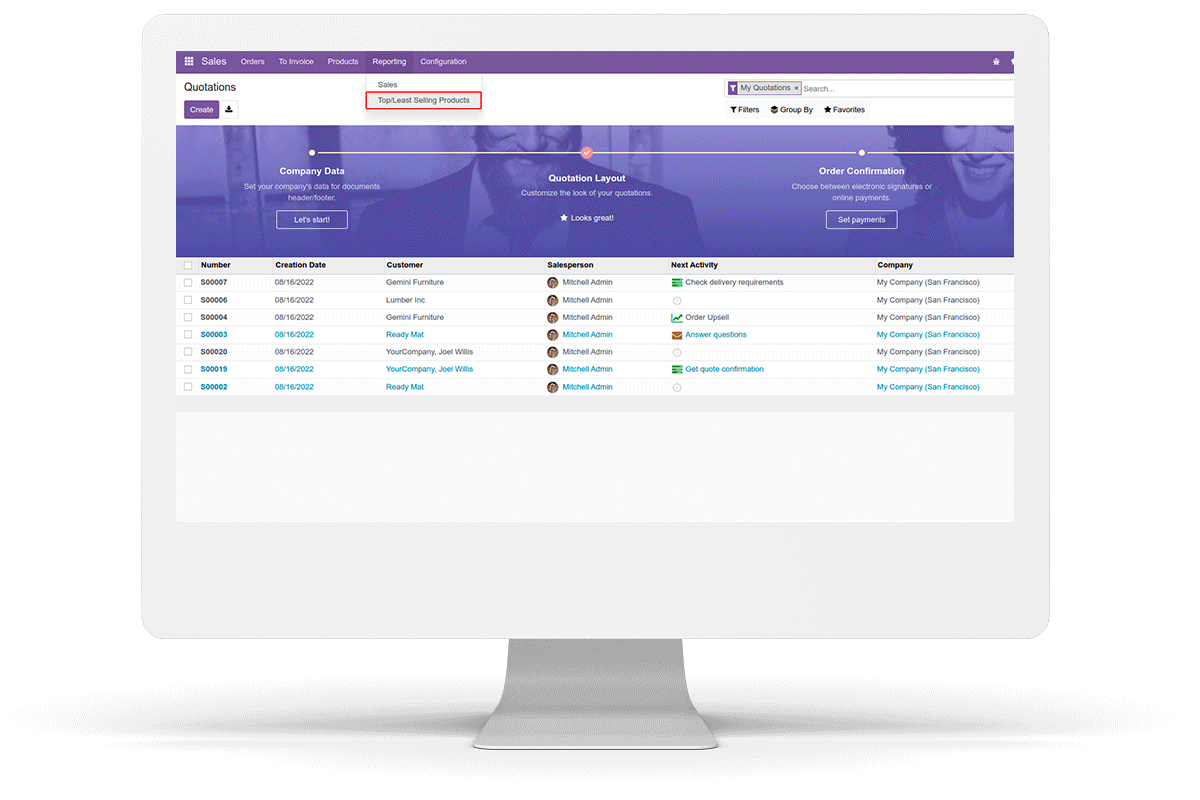 Sales Orders To Invoice Products Reporting Configuration
Quotations
Sales
Top/Least Selling Products
My Quotations × Search...
Create
Filters Group By Favorites
Company Data
Set your company's data for documents
header/footer.
Let's start!
Quotation Layout
Customize the look of your quotations.
Looks great!
Order Confirmation
Choose between electronic signatures or
online payments.
Set payments
Number Creation Date Customer Salesperson Next Activity Company
S00007 08/16/2022 Gemini Furniture Mitchell Admin Check delivery requirements My Company (San Francisco)
S00006 08/16/2022 Lumber Inc Mitchell Admin My Company (San Francisco)
S00004 08/16/2022 Gemini Furniture Mitchell Admin Order Upsell My Company (San Francisco)
S00003 08/16/2022 Ready Mat Mitchell Admin Answer questions My Company (San Francisco)
S00020 08/16/2022 YourCompany, Joel Willis Mitchell Admin My Company (San Francisco)
S00019 08/16/2022 YourCompany, Joel Willis Mitchell Admin Get quote confirmation My Company (San Francisco)
S00002 08/16/2022 Ready Mat Mitchell Admin My Company (San Francisco)